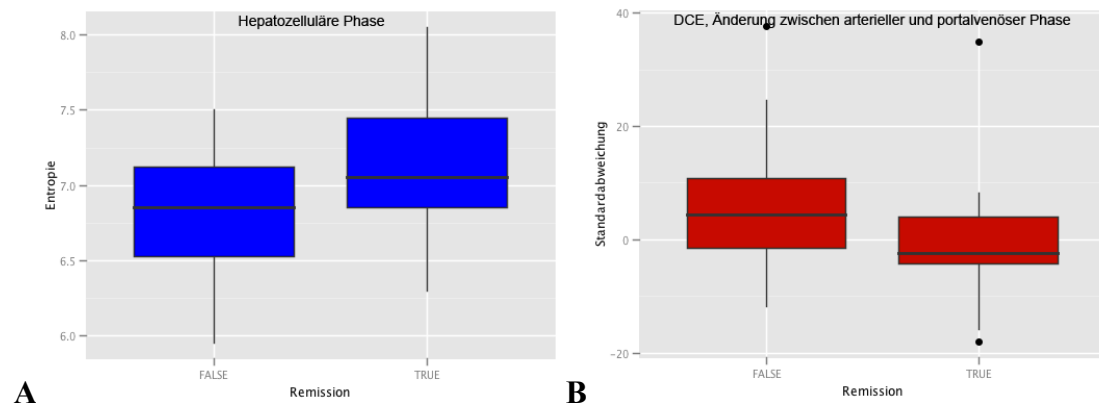 Hepatozelluläre Phase
8.0
7.5
7.0
6.5
6.0
Entropie
FALSE
TRUE
Remission
A
DCE, Änderung zwischen arterieller und portalvenöser Phase
40
20
0
−20
Standardabweichung
FALSE
TRUE
Remission
B